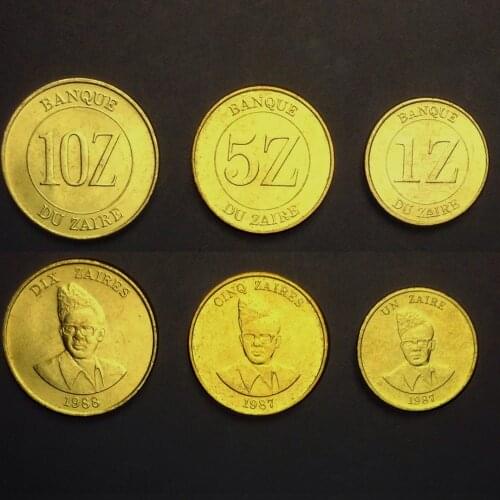 BANQUE
10Z
DU ZAIRE
BANQUE
5Z
DU ZAIRE
BANQUE
1Z
DU ZAIRE
DIX ZAIRES
1988
CINQ ZAIRES
1987
UN ZAIRE
1987